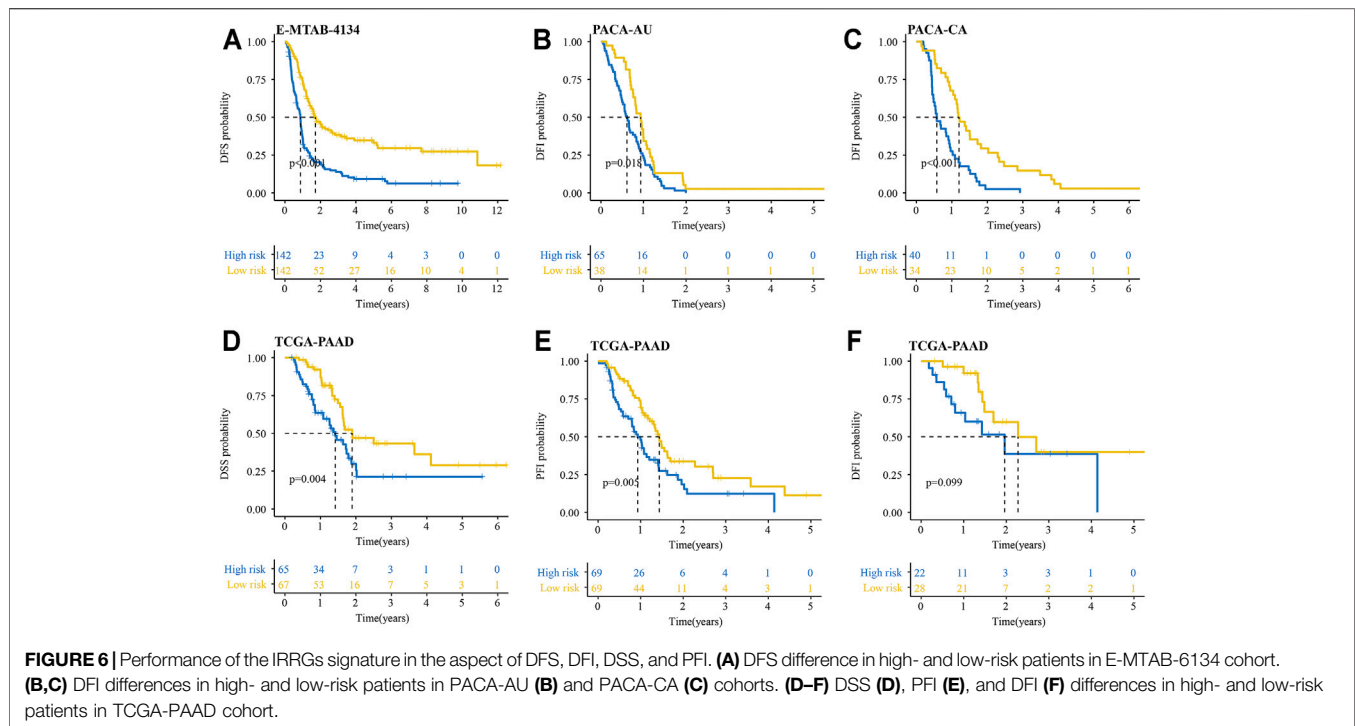 A E-MTAB-4134
DFS probability
1.00
0.75
0.50
0.25
0.00
p<0.001
0 2 4 6 8 10 12
Time(years)
High risk 142 23 9 4 3 0 0
Low risk 142 52 27 16 10 4 1
0 2 4 6 8 10 12
Time(years)
B PACA-AU
DFI probability
1.00
0.75
0.50
0.25
0.00
p=0.018
0 1 2 3 4 5
Time(years)
High risk 65 16 0 0 0 0
Low risk 38 14 1 1 1 1
0 1 2 3 4 5
Time(years)
C PACA-CA
DFI probability
1.00
0.75
0.50
0.25
0.00
p<0.001
0 1 2 3 4 5 6
Time(years)
High risk 40 11 1 0 0 0 0
Low risk 34 23 10 5 2 1 1
0 1 2 3 4 5 6
Time(years)
D TCGA-PAAD
DSS probability
1.00
0.75
0.50
0.25
0.00
p=0.004
0 1 2 3 4 5 6
Time(years)
High risk 65 34 7 3 1 1 0
Low risk 67 53 16 7 5 3 1
0 1 2 3 4 5 6
Time(years)
E TCGA-PAAD
PFI probability
1.00
0.75
0.50
0.25
0.00
p=0.005
0 1 2 3 4 5
Time(years)
High risk 69 26 6 4 1 0
Low risk 69 44 11 4 3 1
0 1 2 3 4 5
Time(years)
F TCGA-PAAD
DFI probability
1.00
0.75
0.50
0.25
0.00
p=0.099
0 1 2 3 4 5
Time(years)
High risk 22 11 3 3 1 0
Low risk 28 21 7 2 2 1
0 1 2 3 4 5
Time(years)
FIGURE 6 | Performance of the IRRGs signature in the aspect of DFS, DFI, DSS, and PFI. (A) DFS difference in high- and low-risk patients in E-MTAB-6134 cohort.
(B,C) DFI differences in high- and low-risk patients in PACA-AU (B) and PACA-CA (C) cohorts. (D–F) DSS (D), PFI (E), and DFI (F) differences in high- and low-risk
patients in TCGA-PAAD cohort.